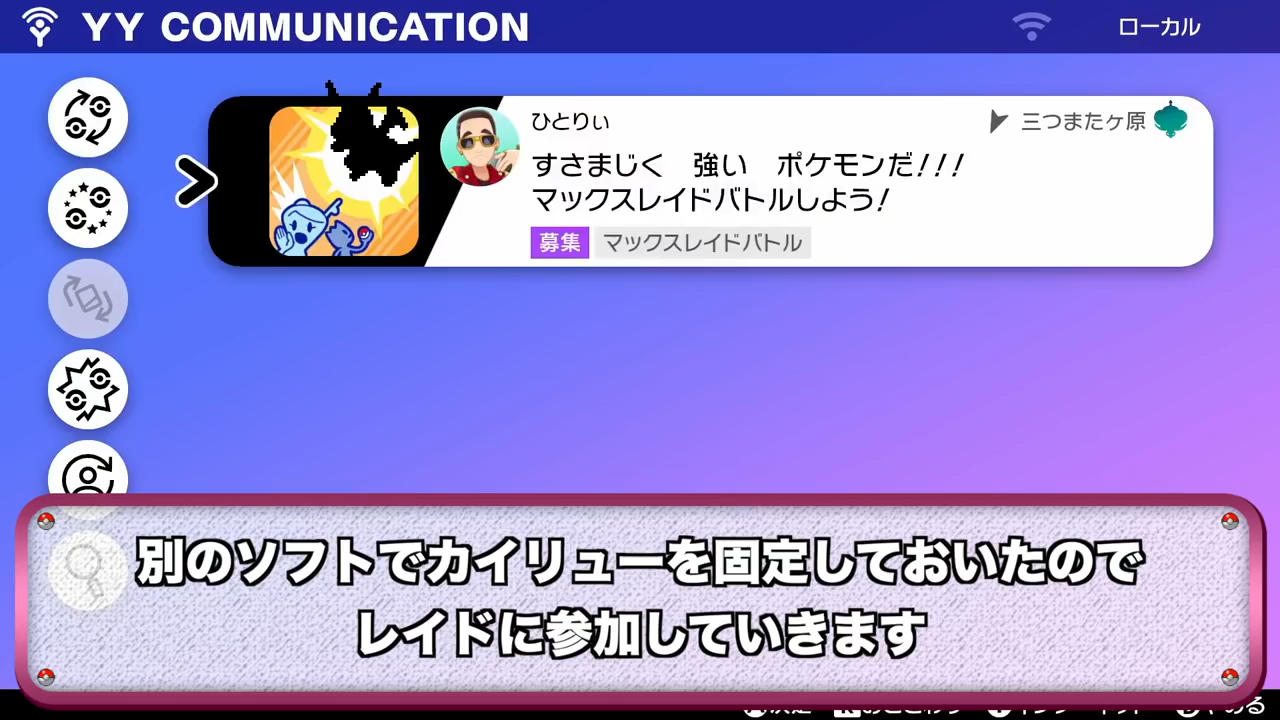 YY COMMUNICATION
ローカル
ひとりぃ
三つまたヶ原
すさまじく 強い ポケモンだ!!!
マックスレイドバトルしよう!
募集 マックスレイドバトル
別のソフトでカイリューを固定しておいたので
レイドに参加していきます